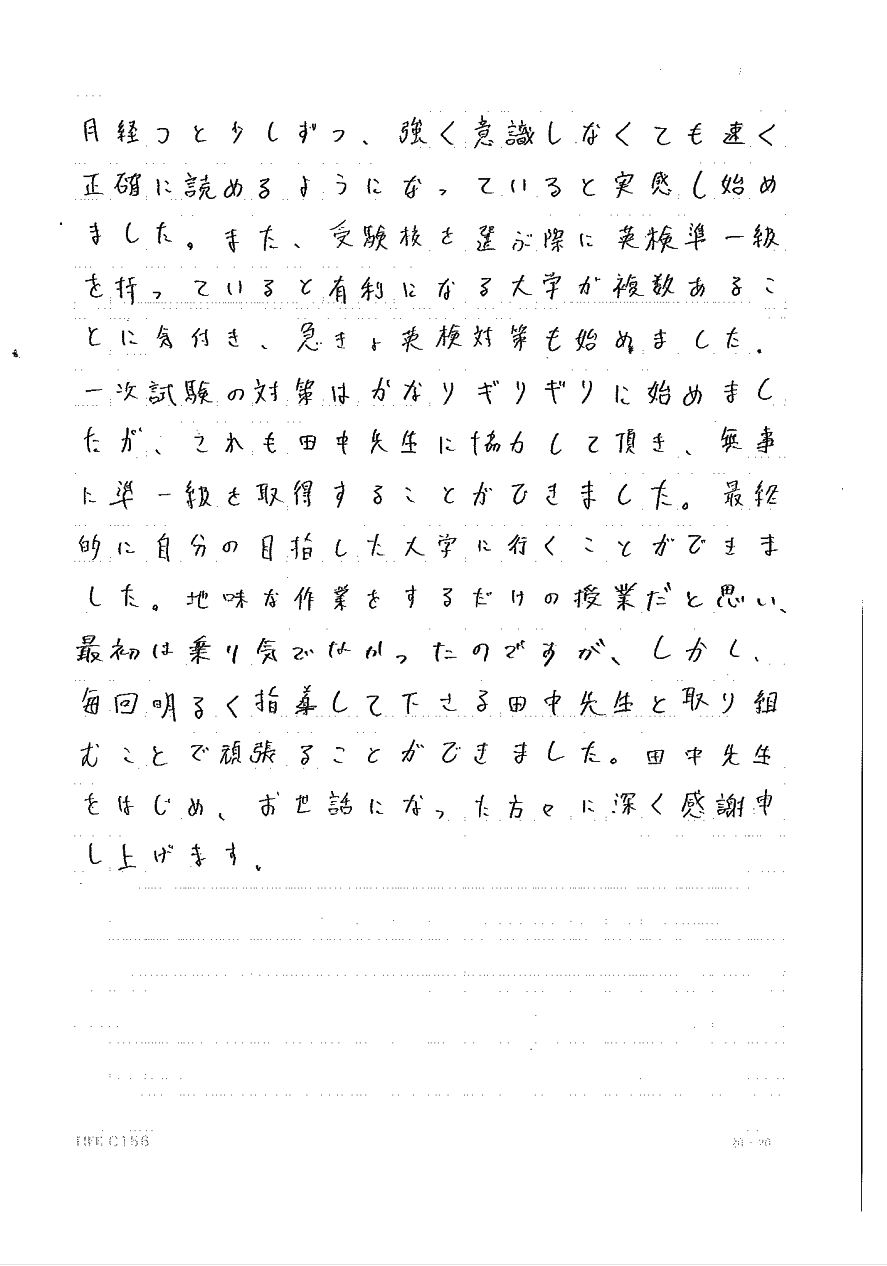 月経つと少しずつ、強く意識しなくても速く
正確に読めるようになっていると実感し始め
ました。また、受験校を選ぶ際に英検準一級
を持っていると有利になる大学が複数あるこ
とに気付き、急きょ英検対策も始めました。
一次試験の対策はかなりギリギリに始めまし
たが、これも田中先生に協力して頂き、無事
に準一級を取得することができました。最終
的に自分の目指した大学に行くことができま
した。地味な作業をするだけの授業だと思い、
最初は乗り気でなかったのですが、しかし、
毎回明るく指導して下さる田中先生と取り組
むことで頑張ることができました。田中先生
をはじめ、お世話になった方々に深く感謝申
し上げます。
LIFE C156
20 × 20